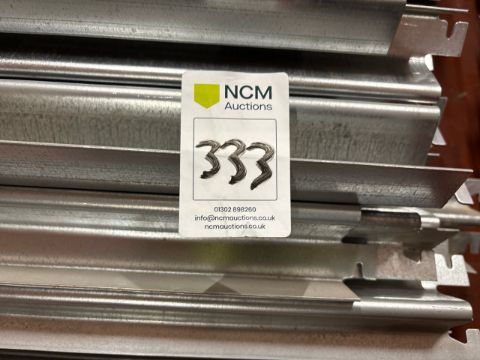 NCM
Auctions
333
01302 898260
info@ncmauctions.co.uk
ncmauctions.co.uk